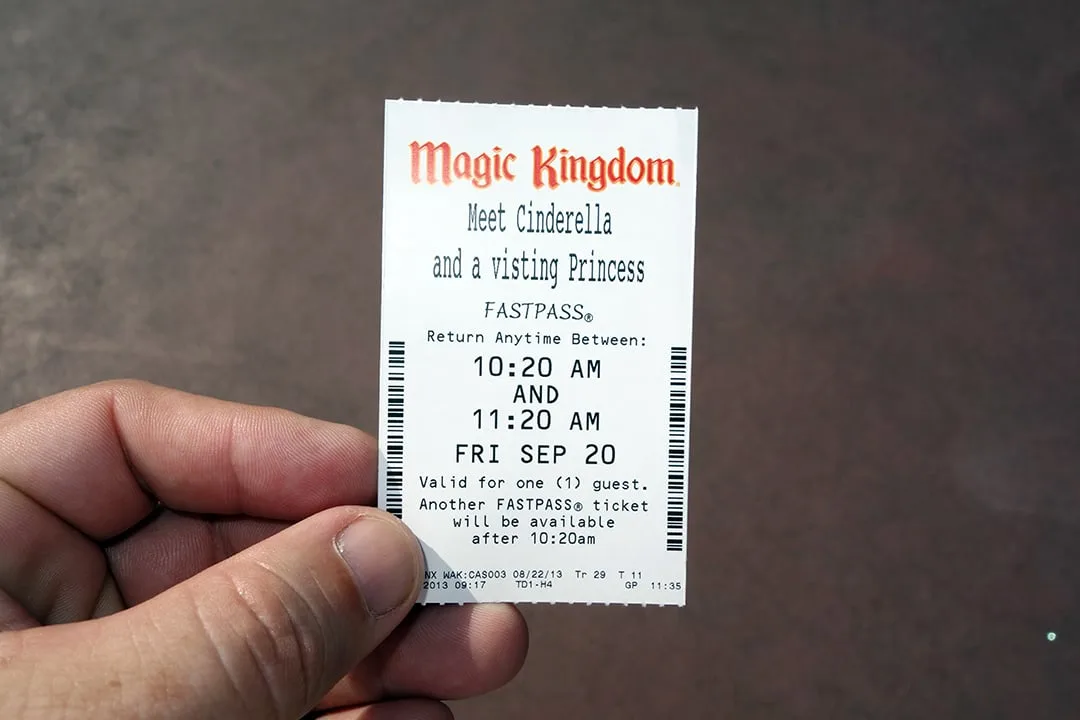 Magic Kingdom
Meet Cinderella
and a visting Princess
FASTPASS®
Return Anytime Between:
10:20 AM
AND
11:20 AM
FRI SEP 20
Valid for one (1) guest.
Another FASTPASS® ticket
will be available
after 10:20am
NX WAK:CAS003 08/22/13 Tr 29 T 11
2013 09:17 TD1-H4 GP 11:35